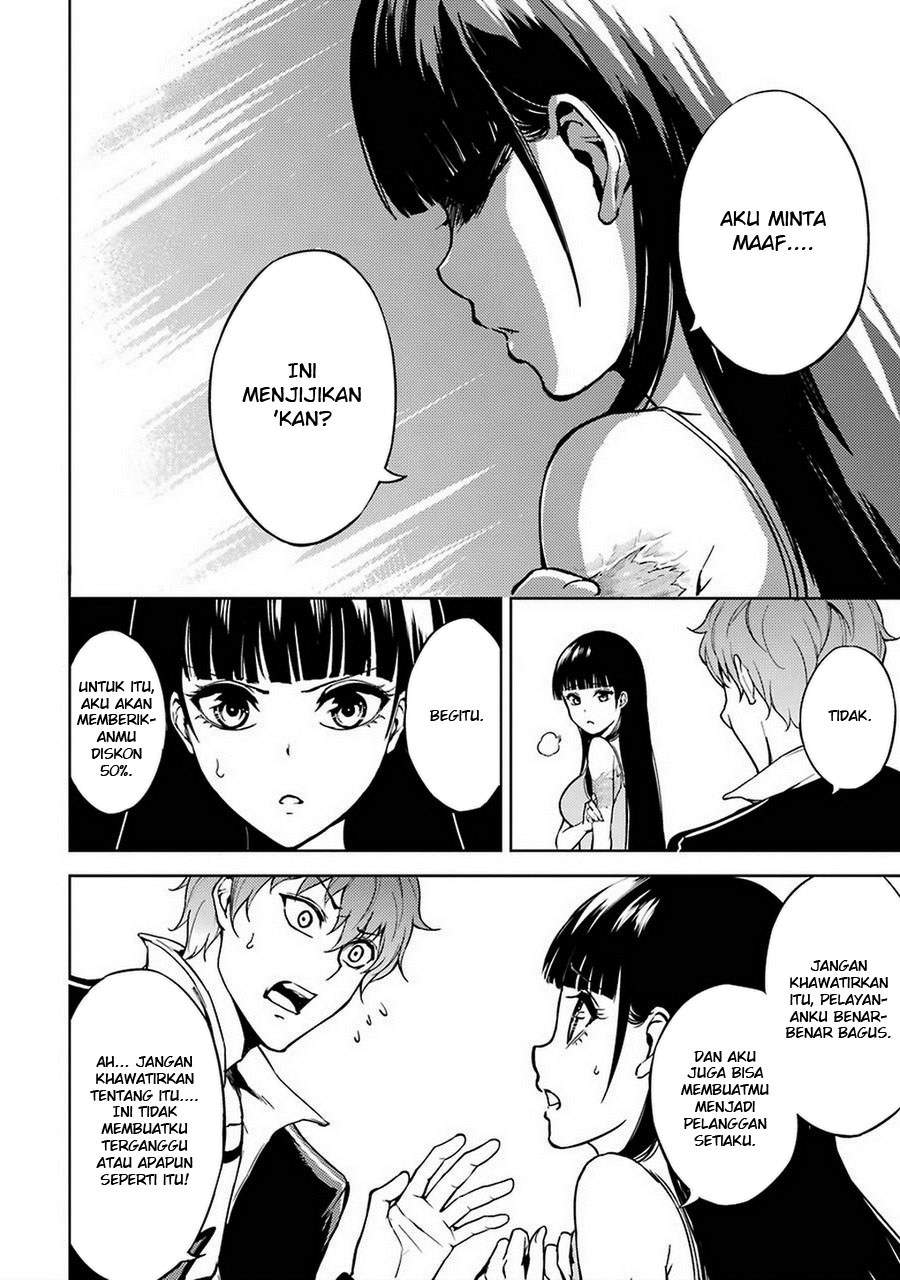 AKU MINTA
MAAF....
INI
MENJIJIKAN
'KAN?
TIDAK.
BEGITU.
UNTUK ITU,
AKU AKAN
MEMBERIK-
ANMU
DISKON
50%.
JANGAN
KHAWATIRKAN
ITU, PELAYAN-
ANKU BENAR-
BENAR BAGUS.
DAN AKU
JUGA BISA
MEMBUATMU
MENJADI
PELANGGAN
SETIAKU.
AH... JANGAN
KHAWATIRKAN
TENTANG ITU....
INI TIDAK
MEMBUATKU
TERGANGGU
ATAU APAPUN
SEPERTI ITU!